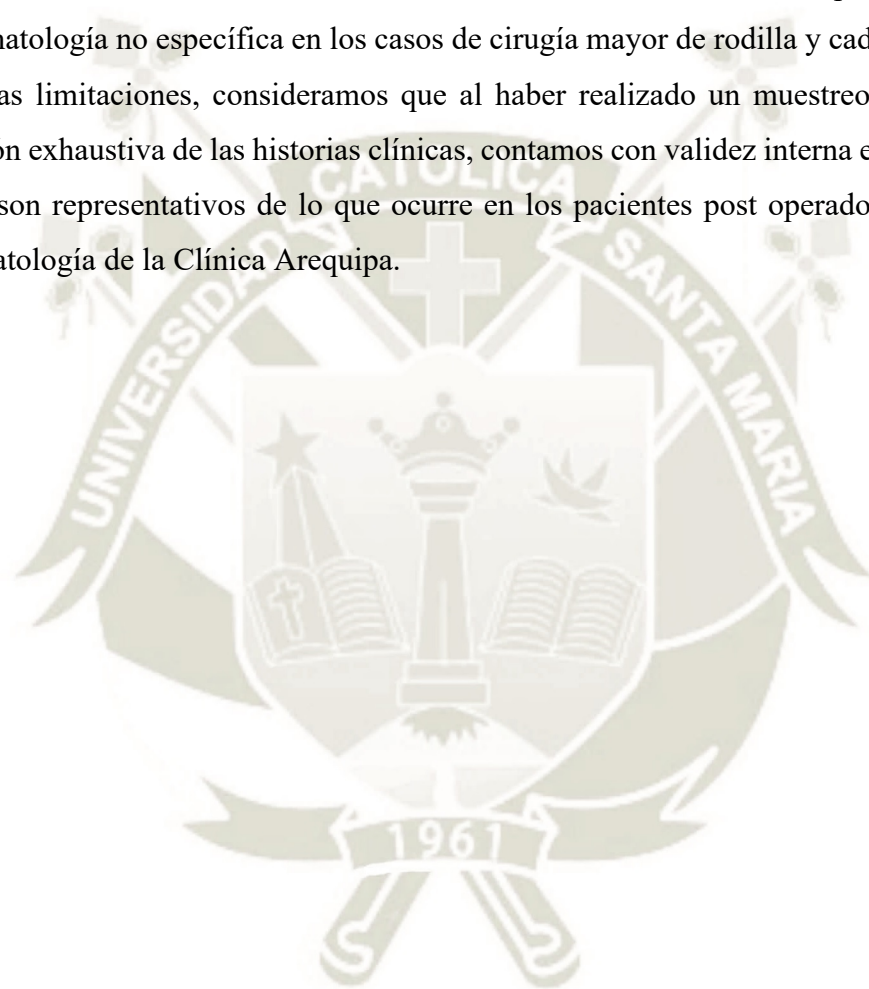 natología no específica en los casos de cirugía mayor de rodilla y cad
as limitaciones, consideramos que al haber realizado un muestreo
ón exhaustiva de las historias clínicas, contamos con validez interna e
son representativos de lo que ocurre en los pacientes post operado
atología de la Clínica Arequipa.
UNIVERSIDAD CATÓLICA SANTA MARIA
1961